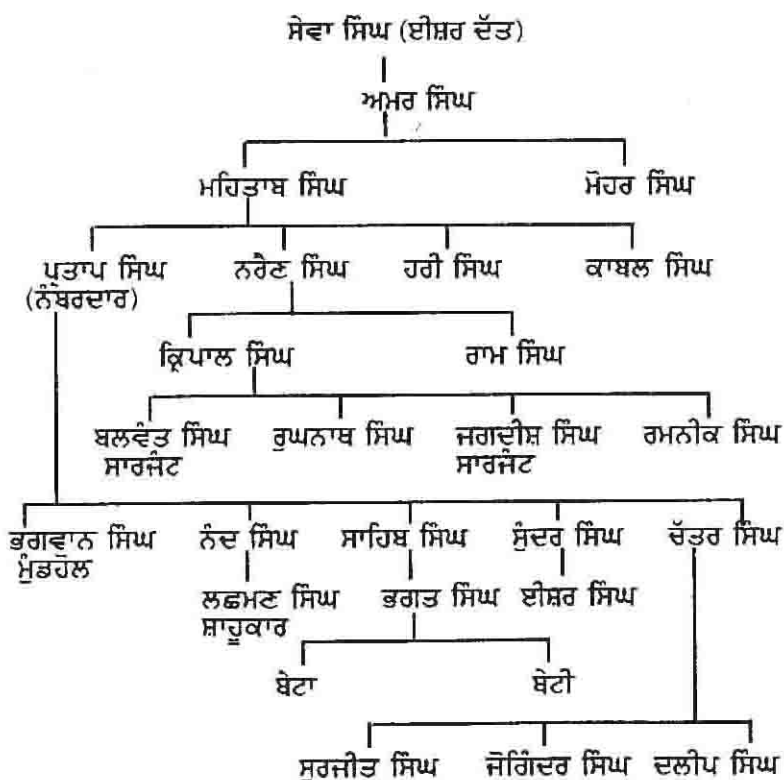 ਸੇਵਾ ਸਿੰਘ (ਈਸ਼ਰ ਦੱਤ)
ਅਮਰ ਸਿੰਘ
ਮਹਿਤਾਬ ਸਿੰਘ ਮੋਹਰ ਸਿੰਘ
ਪ੍ਰਤਾਪ ਸਿੰਘ ਨਰੈਣ ਸਿੰਘ ਹਰੀ ਸਿੰਘ ਕਾਬਲ ਸਿੰਘ
(ਨੰਬਰਦਾਰ)
ਕ੍ਰਿਪਾਲ ਸਿੰਘ ਰਾਮ ਸਿੰਘ
ਬਲਵੰਤ ਸਿੰਘ ਰੁਘਨਾਥ ਸਿੰਘ ਜਗਦੀਸ਼ ਸਿੰਘ ਰਮਨੀਕ ਸਿੰਘ
ਸਾਰਜੰਟ ਸਾਰਜੰਟ
ਭਗਵਾਨ ਸਿੰਘ ਨੰਦ ਸਿੰਘ ਸਾਹਿਬ ਸਿੰਘ ਸੁੰਦਰ ਸਿੰਘ ਚੱਤਰ ਸਿੰਘ
ਮੁੰਡਹੋਲ
ਲਛਮਣ ਸਿੰਘ ਭਗਤ ਸਿੰਘ ਈਸ਼ਰ ਸਿੰਘ
ਸ਼ਾਹੂਕਾਰ
ਬੇਟਾ ਬੇਟੀ
ਸੁਰਜੀਤ ਸਿੰਘ ਜੋਗਿੰਦਰ ਸਿੰਘ ਦਲੀਪ ਸਿੰਘ